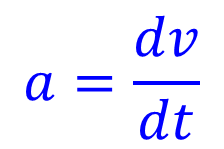 a = dv/dt